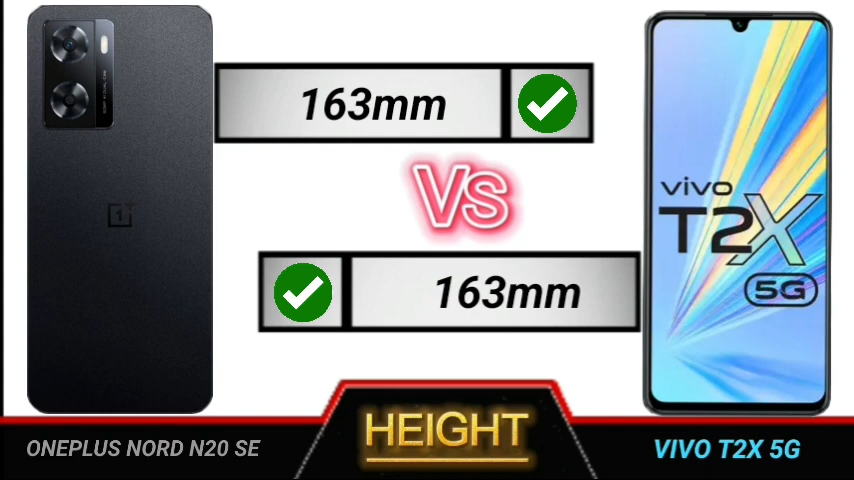 163mm
VS
vivo
T2X
5G
163mm
HEIGHT
ONEPLUS NORD N20 SE
VIVO T2X 5G